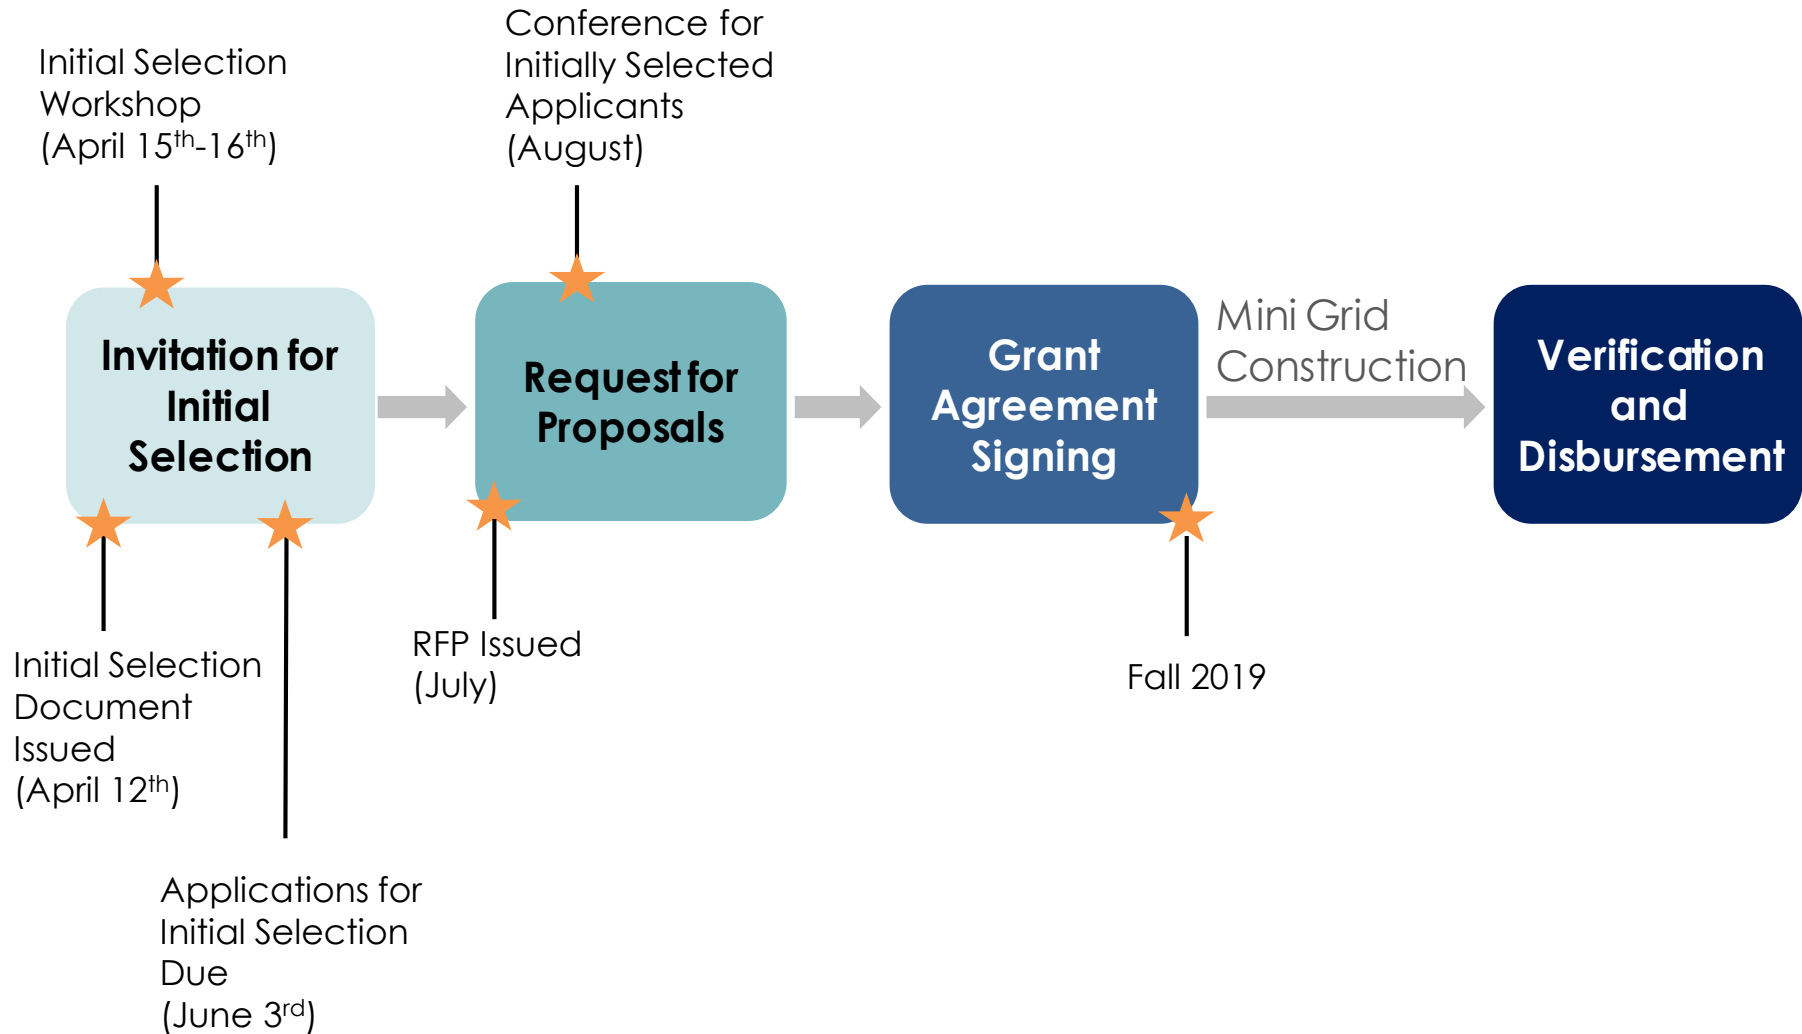 Initial Selection
Workshop
(April 15th-16th)
Conference for
Initially Selected
Applicants
(August)
Invitation for
Initial
Selection
Request for
Proposals
Grant
Agreement
Signing
Mini Grid
Construction
Verification
and
Disbursement
Initial Selection
Document
Issued
(April 12th)
RFP Issued
(July)
Fall 2019
Applications for
Initial Selection
Due
(June 3rd)